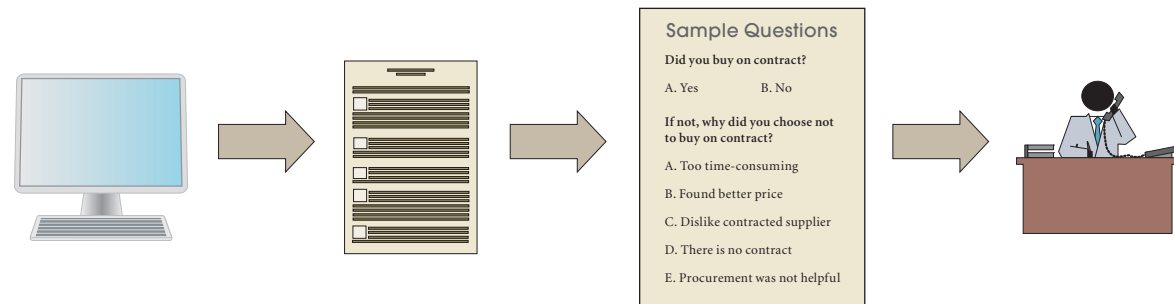 Sample Questions
Did you buy on contract?
A. Yes B. No
If not, why did you choose not
to buy on contract?
A. Too time-consuming
B. Found better price
C. Dislike contracted supplier
D. There is no contract
E. Procurement was not helpful